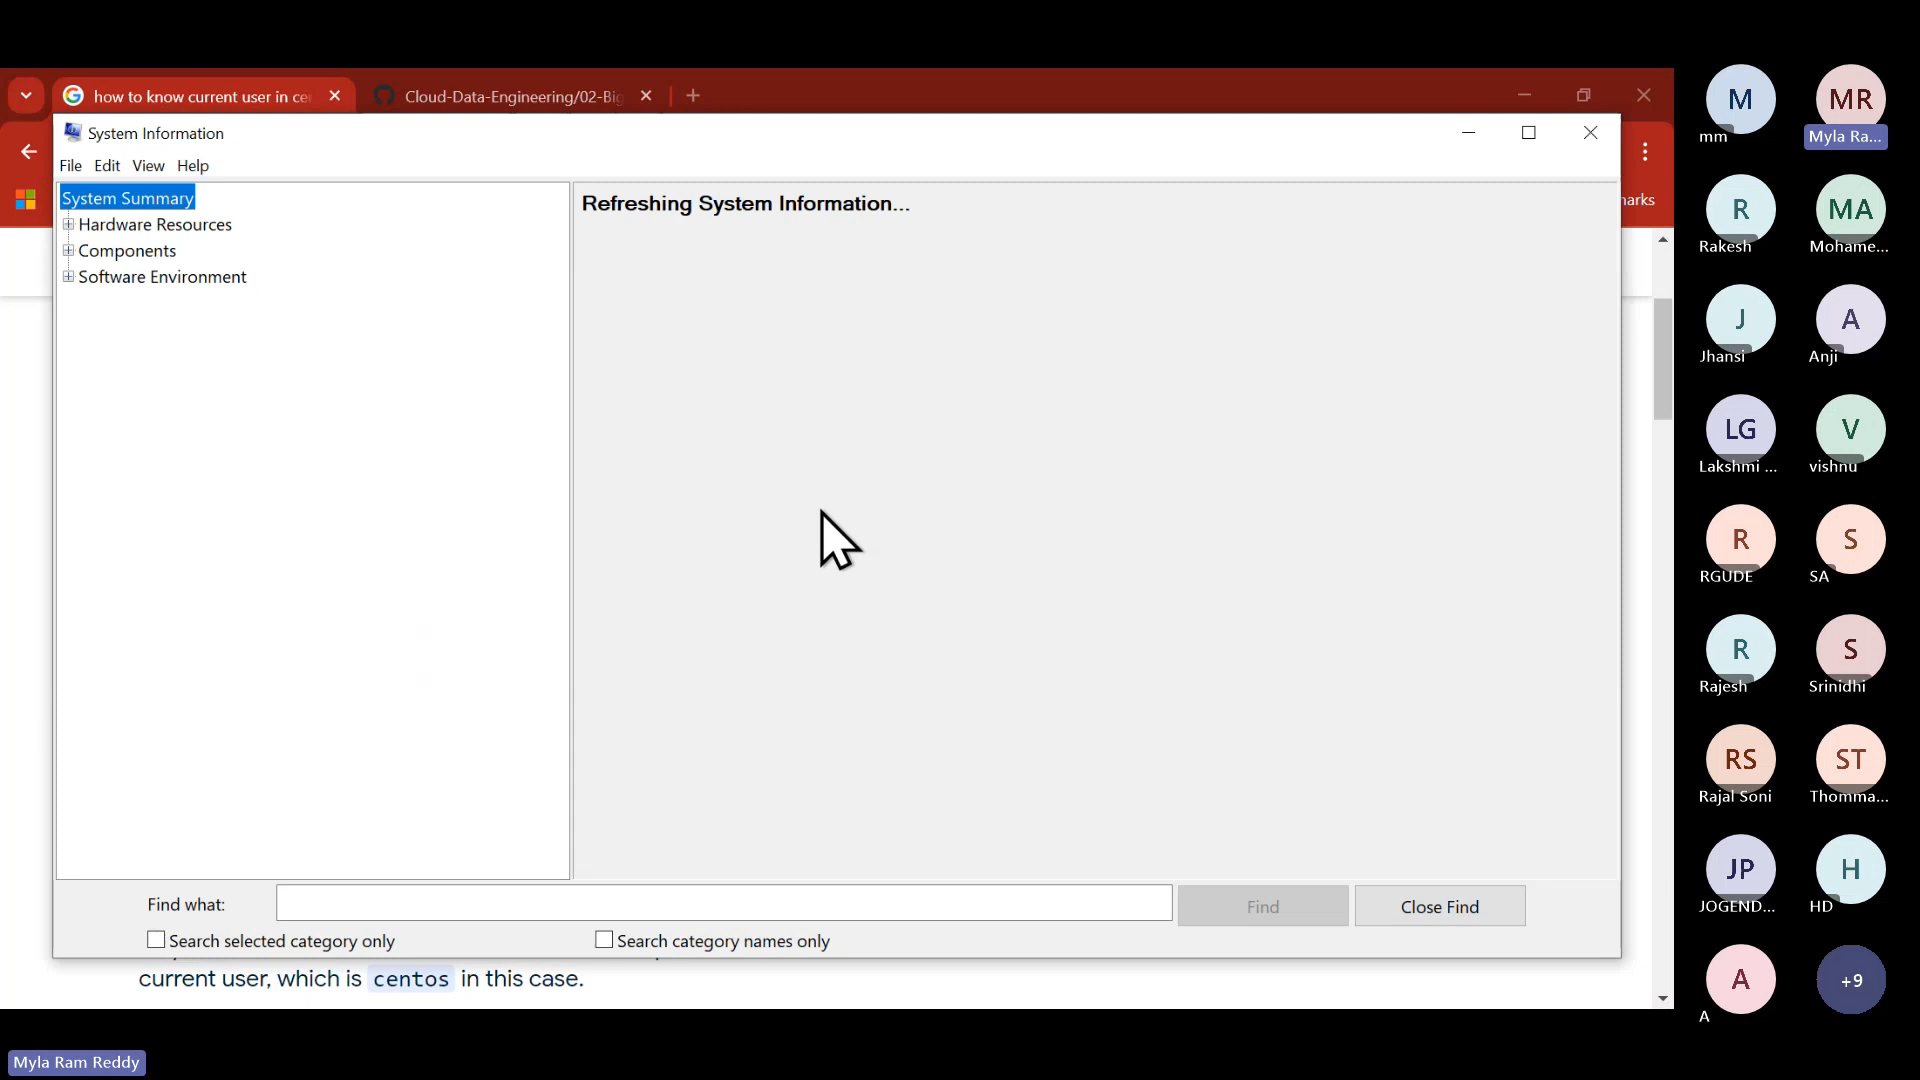 how to know current user in ce
Cloud-Data-Engineering/02-Big
System Information
File Edit View Help
arks
System Summary
Hardware Resources
Components
Software Environment
Refreshing System Information...
Find what:
Find
Close Find
Search selected category only
Search category names only
current user, which is centos in this case.
M
mm
MR
Myla Ra...
R
Rakesh
MA
Mohame...
J
Jhansi
A
Anji
LG
Lakshmi ...
V
vishnu
R
RGUDE
S
SA
R
Rajesh
S
Srinidhi
RS
Rajal Soni
ST
Thomma...
JP
JOGEND...
H
HD
A
A
+9
Myla Ram Reddy